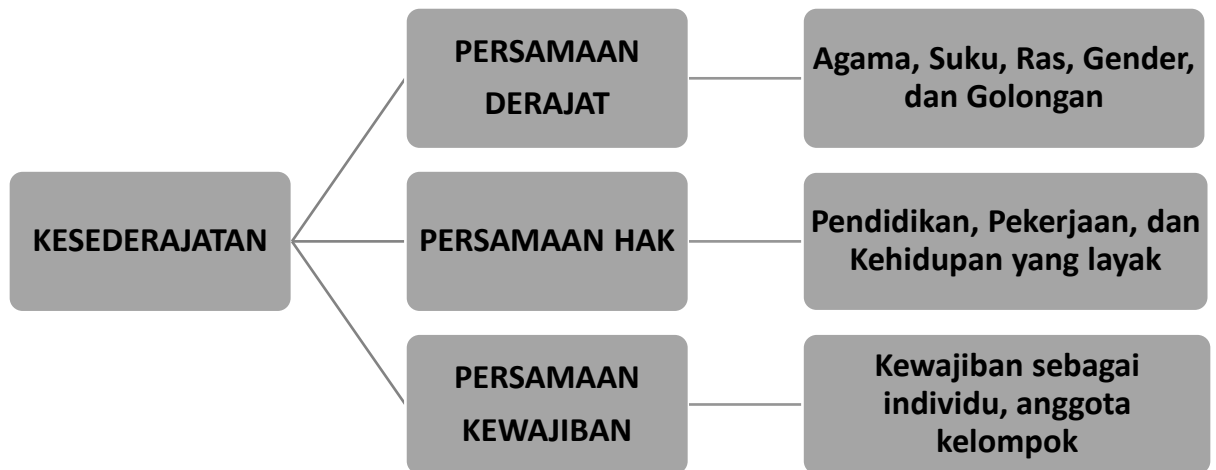 PERSAMAAN
DERAJAT
Agama, Suku, Ras, Gender,
dan Golongan
KESEDERAJATAN
PERSAMAAN HAK
Pendidikan, Pekerjaan, dan
Kehidupan yang layak
PERSAMAAN
KEWAJIBAN
Kewajiban sebagai
individu, anggota
kelompok